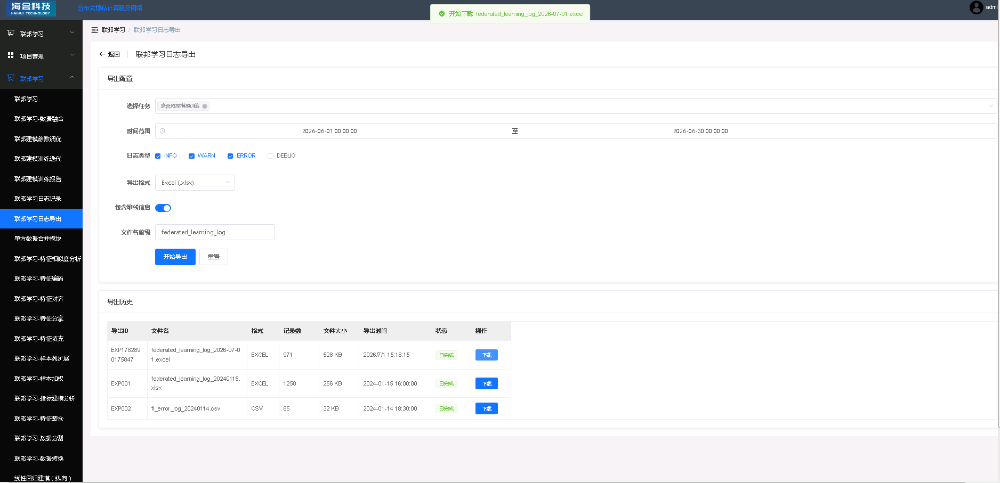 海会科技
HAIHUI TECHNOLOGY
分布式隐私计算服务网络
开始下载: federated_learning_log_2026-07-01.excel
admi
联邦学习
项目管理
联邦学习
联邦学习
联邦学习-数据融合
联邦建模参数调优
联邦建模训练迭代
联邦建模训练报告
联邦学习日志记录
联邦学习日志导出
单方数据合并模块
联邦学习-特征相似度分析
联邦学习-特征编码
联邦学习-特征对齐
联邦学习-特征分享
联邦学习-特征填充
联邦学习-样本列扩展
联邦学习-样本加权
联邦学习-指标建模分析
联邦学习-特征装仓
联邦学习-数据分割
联邦学习-数据转换
线性回归建模（纵向）
联邦学习 / 联邦学习日志导出
返回 联邦学习日志导出
导出配置
选择任务 联合风控模型训练
时间范围 2026-06-01 00:00:00 至 2026-06-30 00:00:00
日志类型 INFO WARN ERROR DEBUG
导出格式 Excel (.xlsx)
包含堆栈信息
文件名前缀 federated_learning_log
开始导出 重置
导出历史
导出ID 文件名 格式 记录数 文件大小 导出时间 状态 操作
EXP178289
0175847 federated_learning_log_2026-07-0
1.excel EXCEL 971 528 KB 2026/7/1 15:16:15 已完成 下载
EXP001 federated_learning_log_20240115.
xlsx EXCEL 1250 256 KB 2024-01-15 16:00:00 已完成 下载
EXP002 fl_error_log_20240114.csv CSV 85 32 KB 2024-01-14 18:30:00 已完成 下载